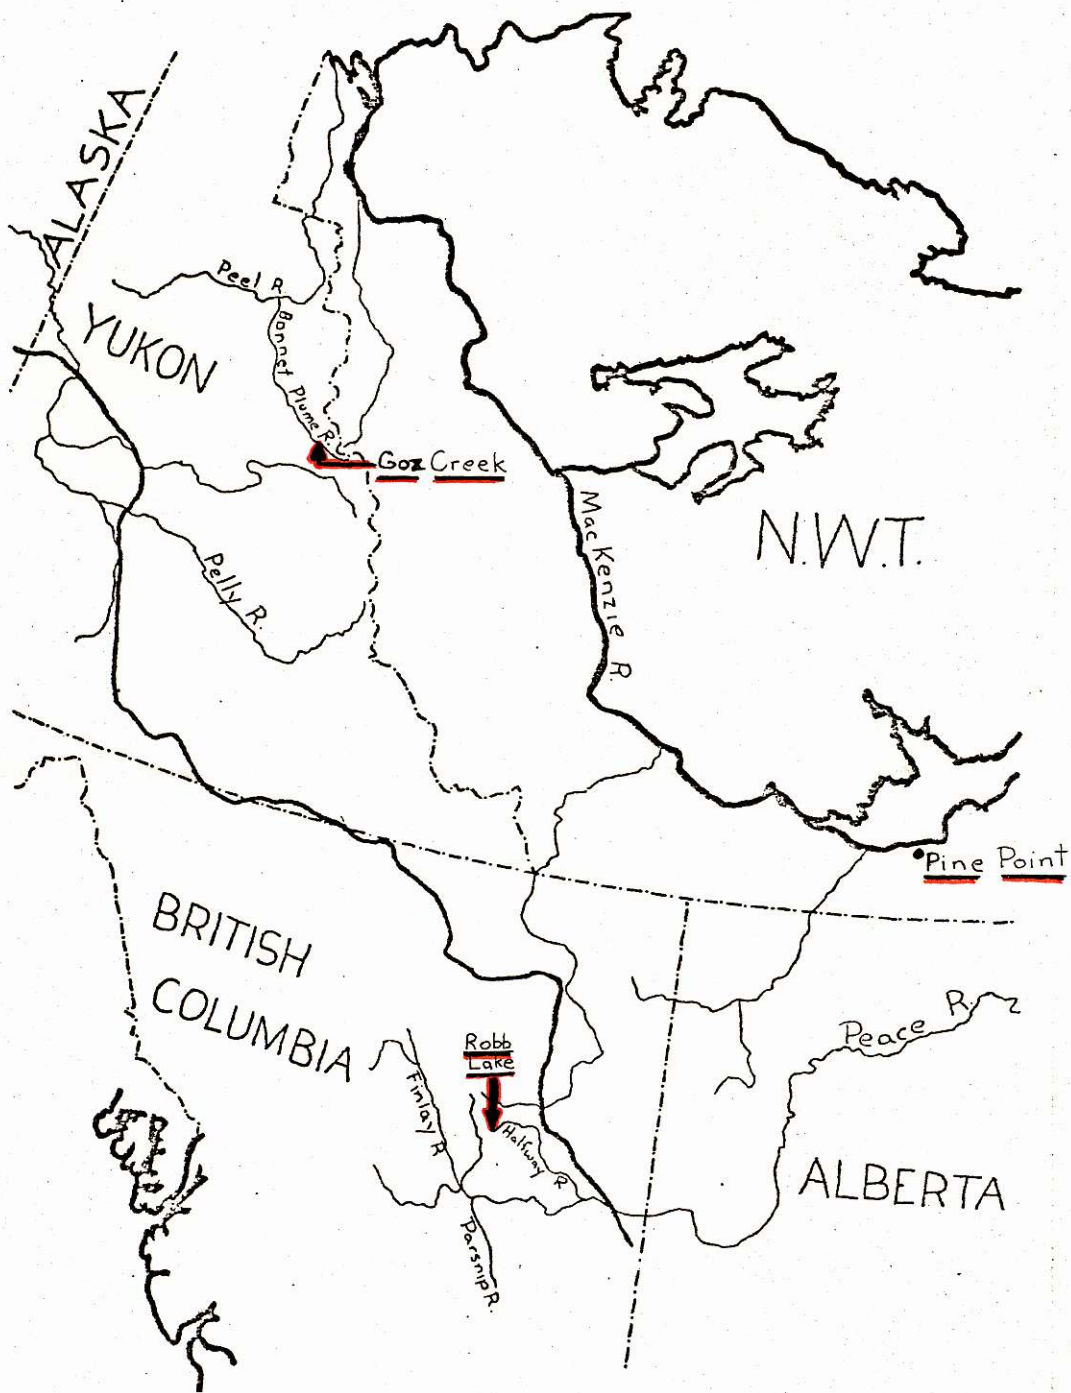 ALASKA
Peel R.
YUKON
Bonnet Plume R.
Goz Creek
MacKenzie R.
N.W.T.
Pelly R.
Pine Point
BRITISH
COLUMBIA
Peace R.
Robb
Lake
Finlay R
Halfway R
ALBERTA
Parsnip R.